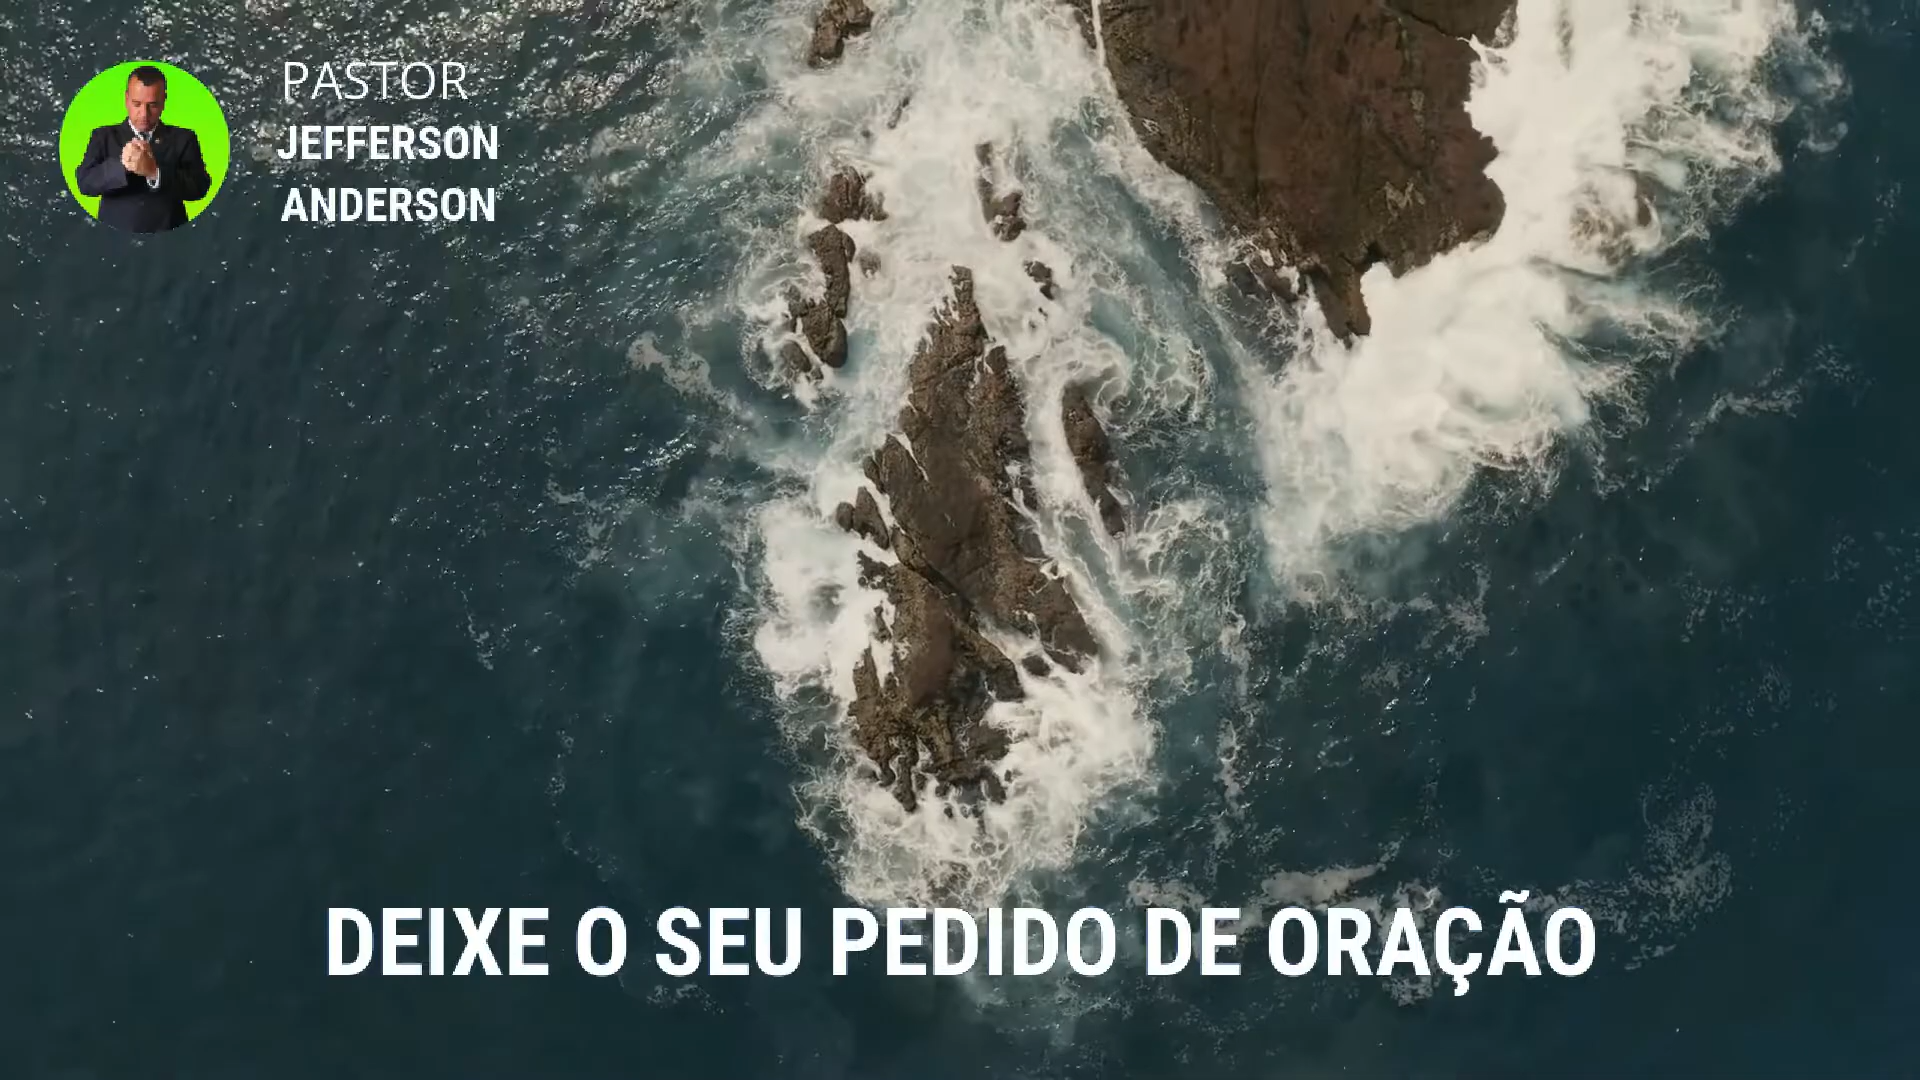 PASTOR
JEFFERSON
ANDERSON
DEIXE O SEU PEDIDO DE ORAÇÃO